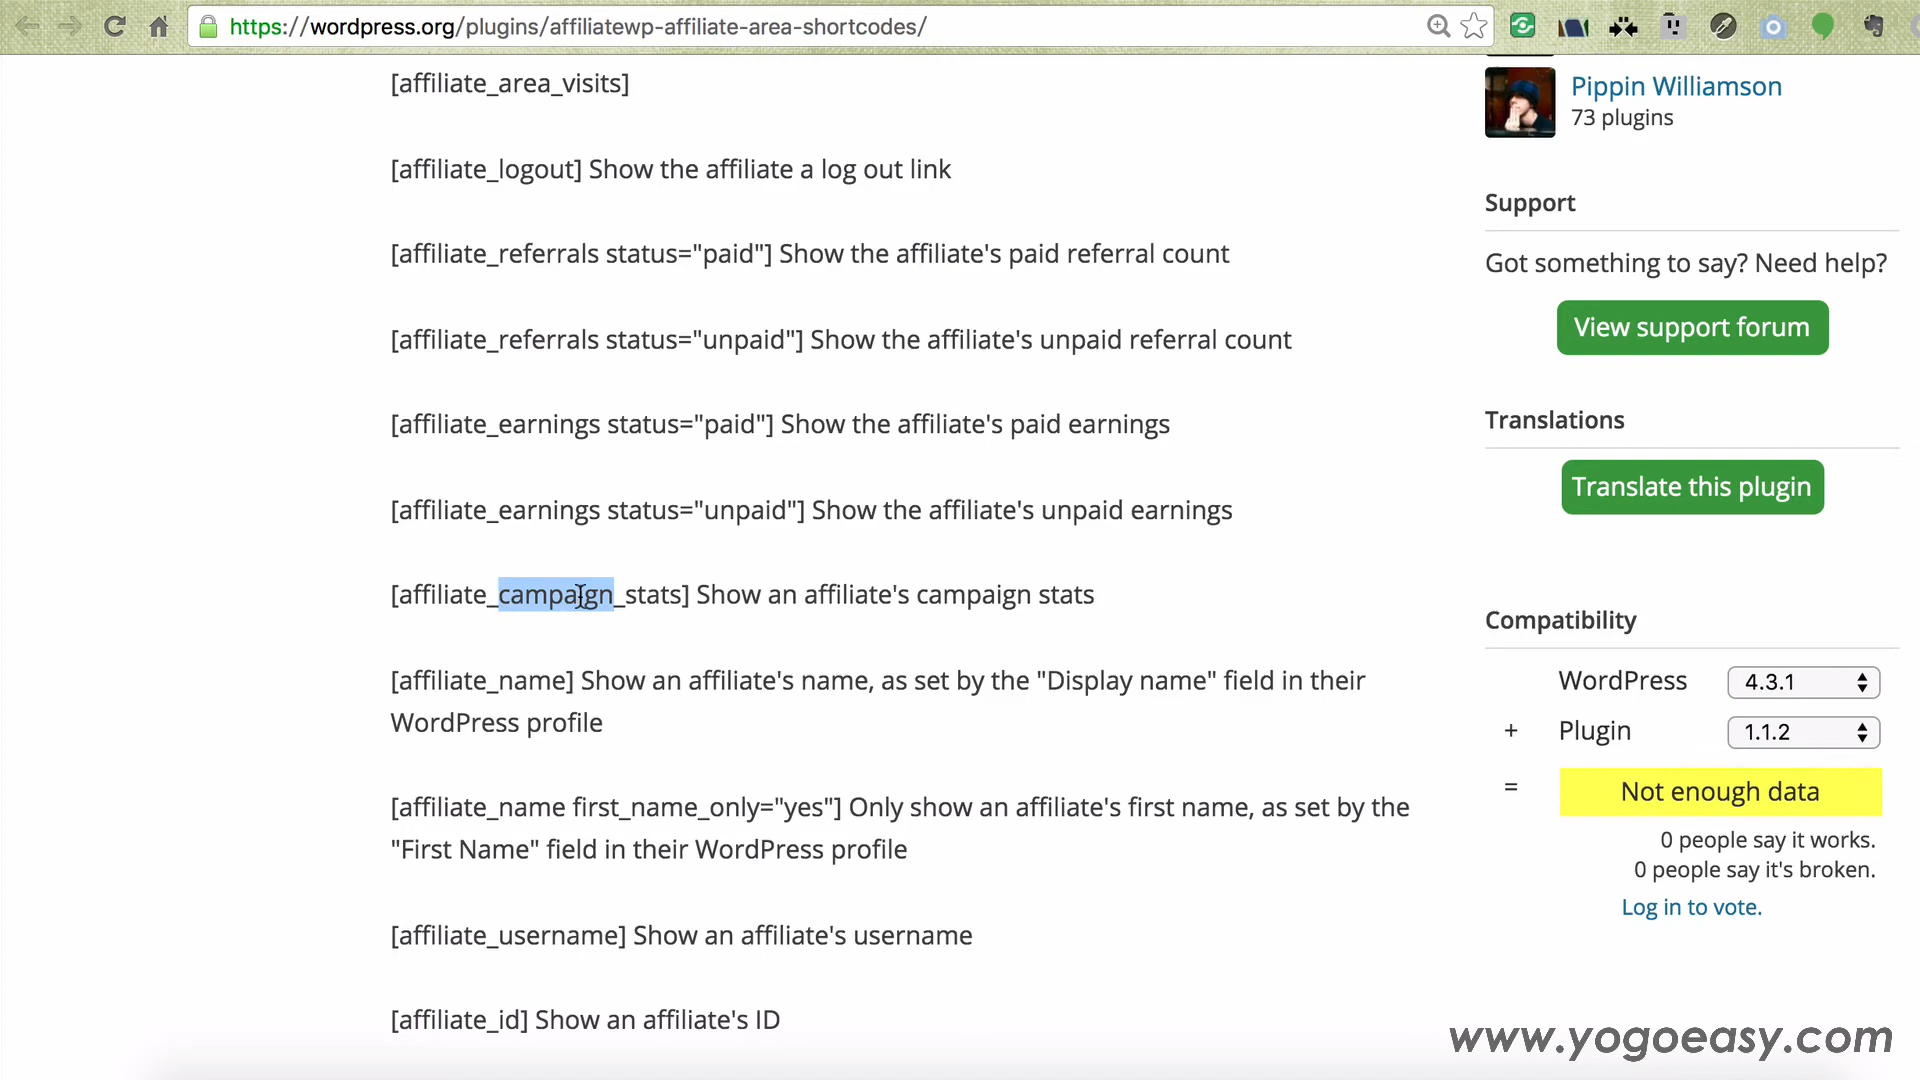 https://wordpress.org/plugins/affiliatewp-affiliate-area-shortcodes/
[affiliate_area_visits]
[affiliate_logout] Show the affiliate a log out link
[affiliate_referrals status="paid"] Show the affiliate's paid referral count
[affiliate_referrals status="unpaid"] Show the affiliate's unpaid referral count
[affiliate_earnings status="paid"] Show the affiliate's paid earnings
[affiliate_earnings status="unpaid"] Show the affiliate's unpaid earnings
[affiliate_campaign_stats] Show an affiliate's campaign stats
[affiliate_name] Show an affiliate's name, as set by the "Display name" field in their
WordPress profile
[affiliate_name first_name_only="yes"] Only show an affiliate's first name, as set by the
"First Name" field in their WordPress profile
[affiliate_username] Show an affiliate's username
[affiliate_id] Show an affiliate's ID
Pippin Williamson
73 plugins
Support
Got something to say? Need help?
View support forum
Translations
Translate this plugin
Compatibility
WordPress 4.3.1
+ Plugin 1.1.2
= Not enough data
0 people say it works.
0 people say it's broken.
Log in to vote.
www.yogoeasy.com